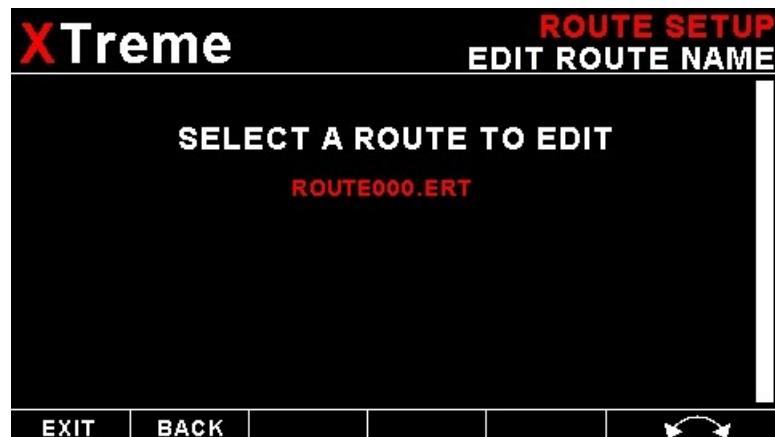 XTreme
ROUTE SETUP
EDIT ROUTE NAME
SELECT A ROUTE TO EDIT
ROUTE000.ERT
EXIT BACK